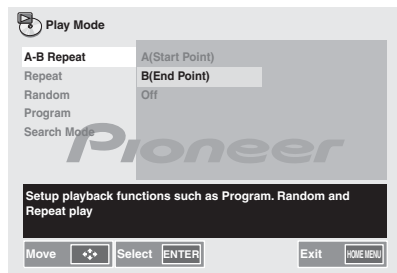 Play Mode
A-B Repeat A(Start Point)
Repeat B(End Point)
Random Off
Program
Search Mode
Pioneer
Setup playback functions such as Program. Random and
Repeat play
Move Select ENTER Exit HOME MENU